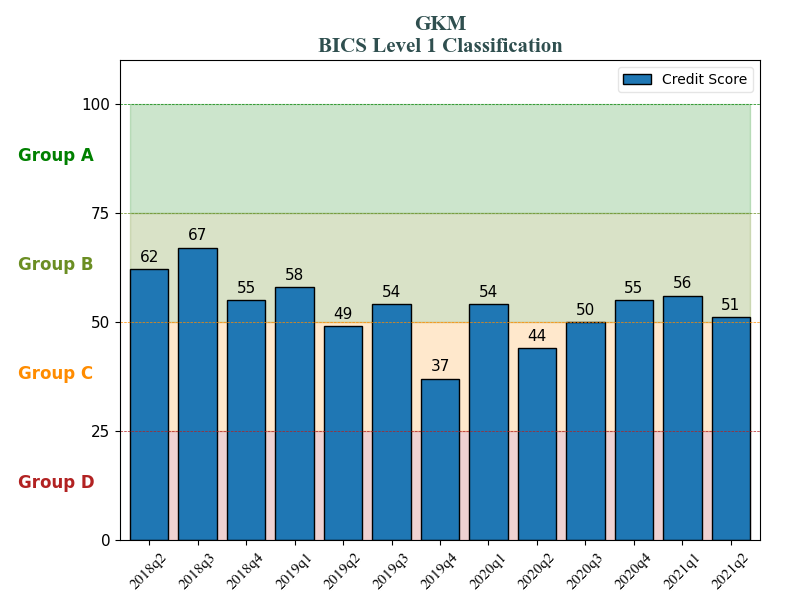 GKM
BICS Level 1 Classification
Credit Score
100
Group A
75
67
62
Group B
58
56
55
55
54
54
51
50
50
49
44
Group C
37
25
Group D
0
2018q2
2018q3
2018q4
2019q1
2019q2
2019q3
2019q4
2020q1
2020q2
2020q3
2020q4
2021q1
2021q2